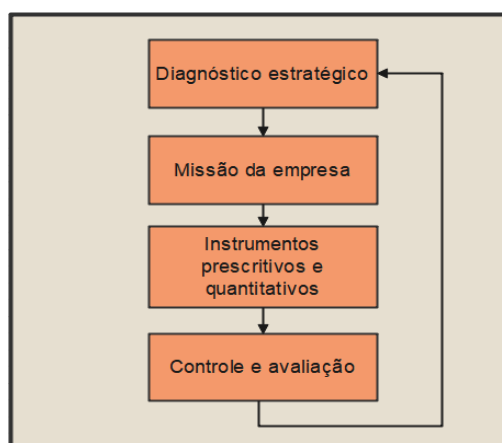 Diagnóstico estratégico
Missão da empresa
Instrumentos
prescritivos e
quantitativos
Controle e avaliação